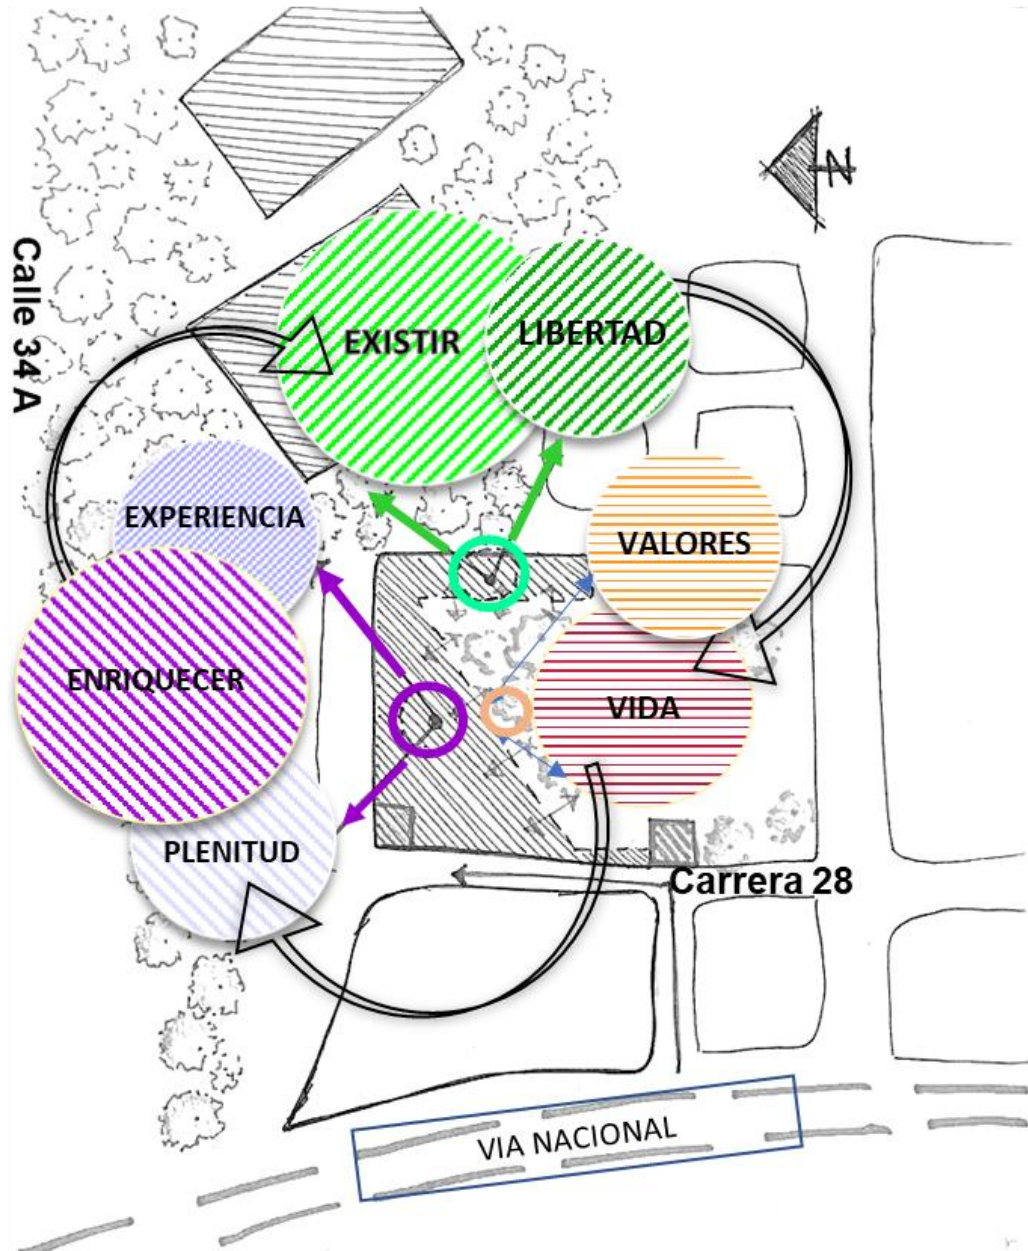 N
Calle 34 A
EXISTIR
LIBERTAD
EXPERIENCIA
VALORES
ENRIQUECER
VIDA
PLENITUD
Carrera 28
VIA NACIONAL